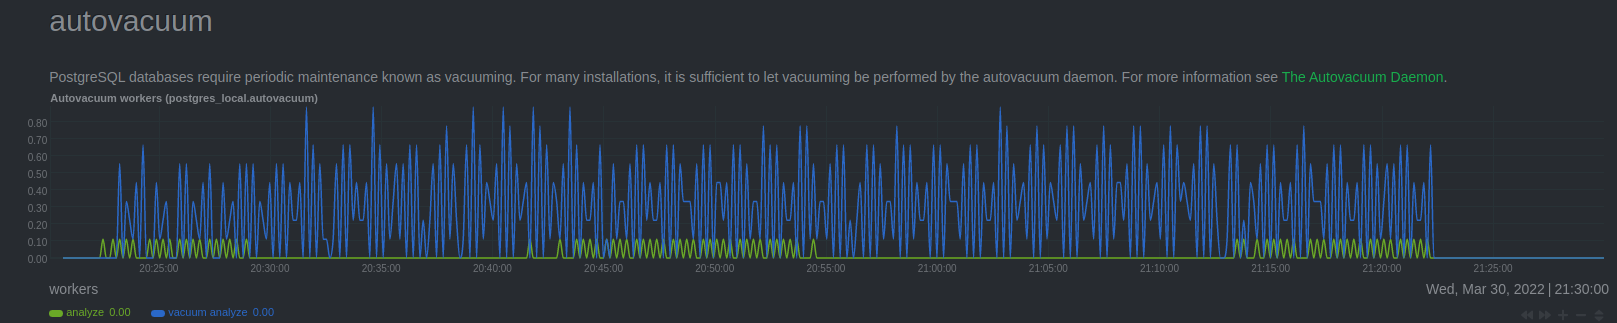 autovacuum
PostgreSQL databases require periodic maintenance known as vacuuming. For many installations, it is sufficient to let vacuuming be performed by the autovacuum daemon. For more information see The Autovacuum Daemon.
Autovacuum workers (postgres_local.autovacuum)
0.80
0.70
0.60
0.50
0.40
0.30
0.20
0.10
0.00
20:25:00 20:30:00 20:35:00 20:40:00 20:45:00 20:50:00 20:55:00 21:00:00 21:05:00 21:10:00 21:15:00 21:20:00 21:25:00
workers Wed, Mar 30, 2022 | 21:30:00
analyze 0.00 vacuum analyze 0.00